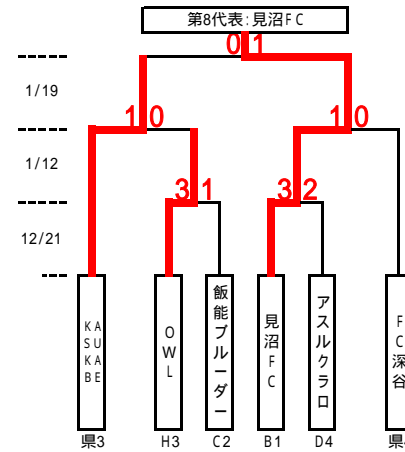 第8代表:見沼FC
0 1
1/19
1 0
1 0
1/12
3 1
3 2
12/21
KASUKABE
OWL
飯能ブルーダー
見沼FC
アスルクラロ
FC深谷
県3
H3
C2
B1
D4